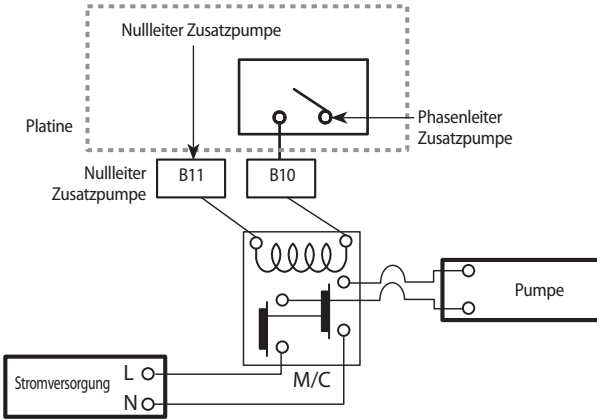 Nullleiter Zusatzpumpe
Platine
Phasenleiter
Zusatzpumpe
Nullleiter
Zusatzpumpe
B11
B10
Pumpe
Stromversorgung
L
N
M/C